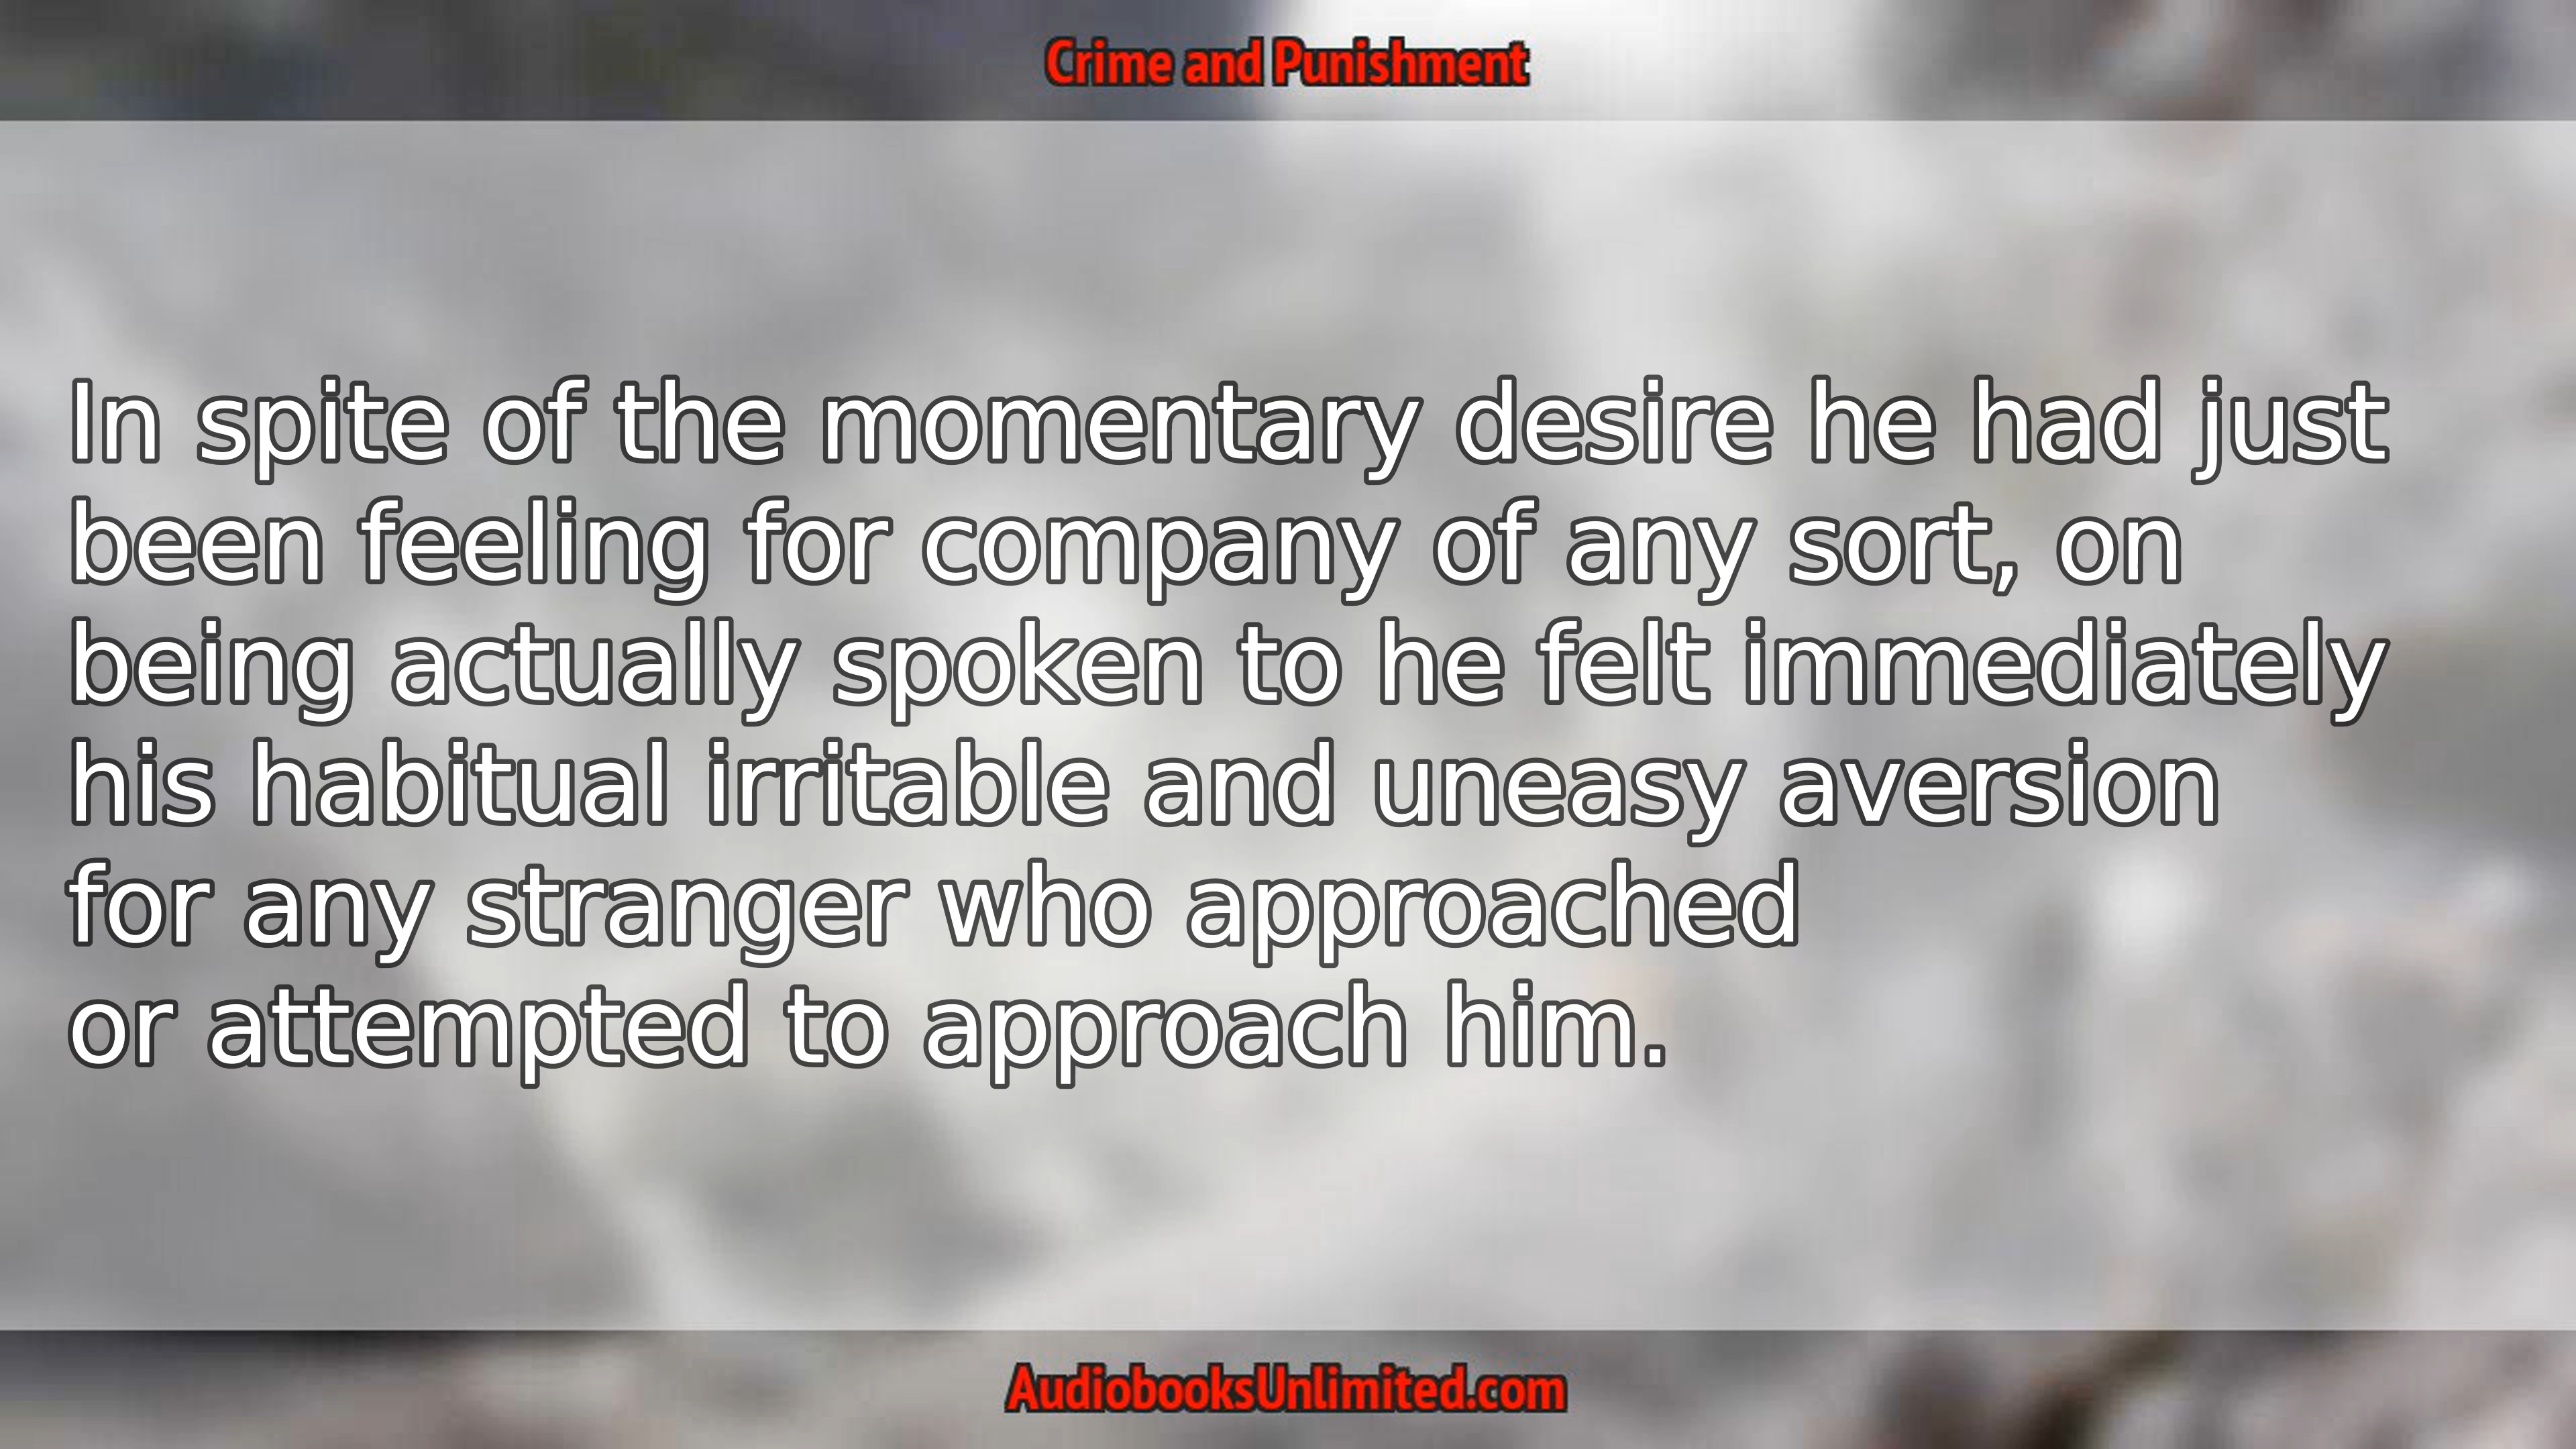 Crime and Punishment
In spite of the momentary desire he had just
been feeling for company of any sort, on
being actually spoken to he felt immediately
his habitual irritable and uneasy aversion
for any stranger who approached
or attempted to approach him.
AudiobooksUnlimited.com